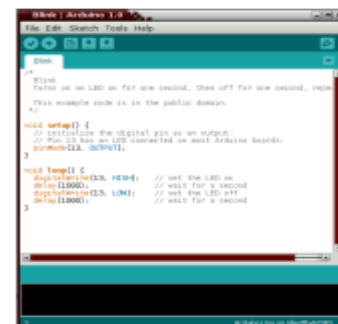 Blink | Arduino 1.0
File Edit Sketch Tools Help
Blink
/*
Blink
Turns on an LED on for one second, then off for one second, repe
This example code is in the public domain.
*/
void setup() {
// initialize the digital pin as an output.
// Pin 13 has an LED connected on most Arduino boards:
pinMode(13, OUTPUT);
}
void loop() {
digitalWrite(13, HIGH); // set the LED on
delay(1000); // wait for a second
digitalWrite(13, LOW); // set the LED off
delay(1000); // wait for a second
}